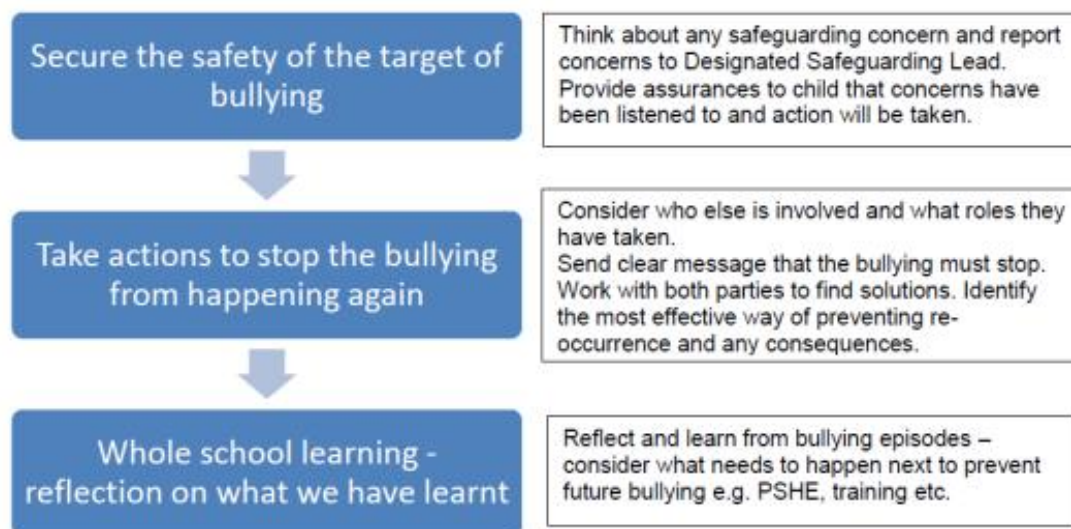 Secure the safety of the target of
bullying
Think about any safeguarding concern and report
concerns to Designated Safeguarding Lead.
Provide assurances to child that concerns have
been listened to and action will be taken.
Take actions to stop the bullying
from happening again
Consider who else is involved and what roles they
have taken.
Send clear message that the bullying must stop.
Work with both parties to find solutions. Identify
the most effective way of preventing re-
occurrence and any consequences.
Whole school learning -
reflection on what we have learnt
Reflect and learn from bullying episodes –
consider what needs to happen next to prevent
future bullying e.g. PSHE, training etc.